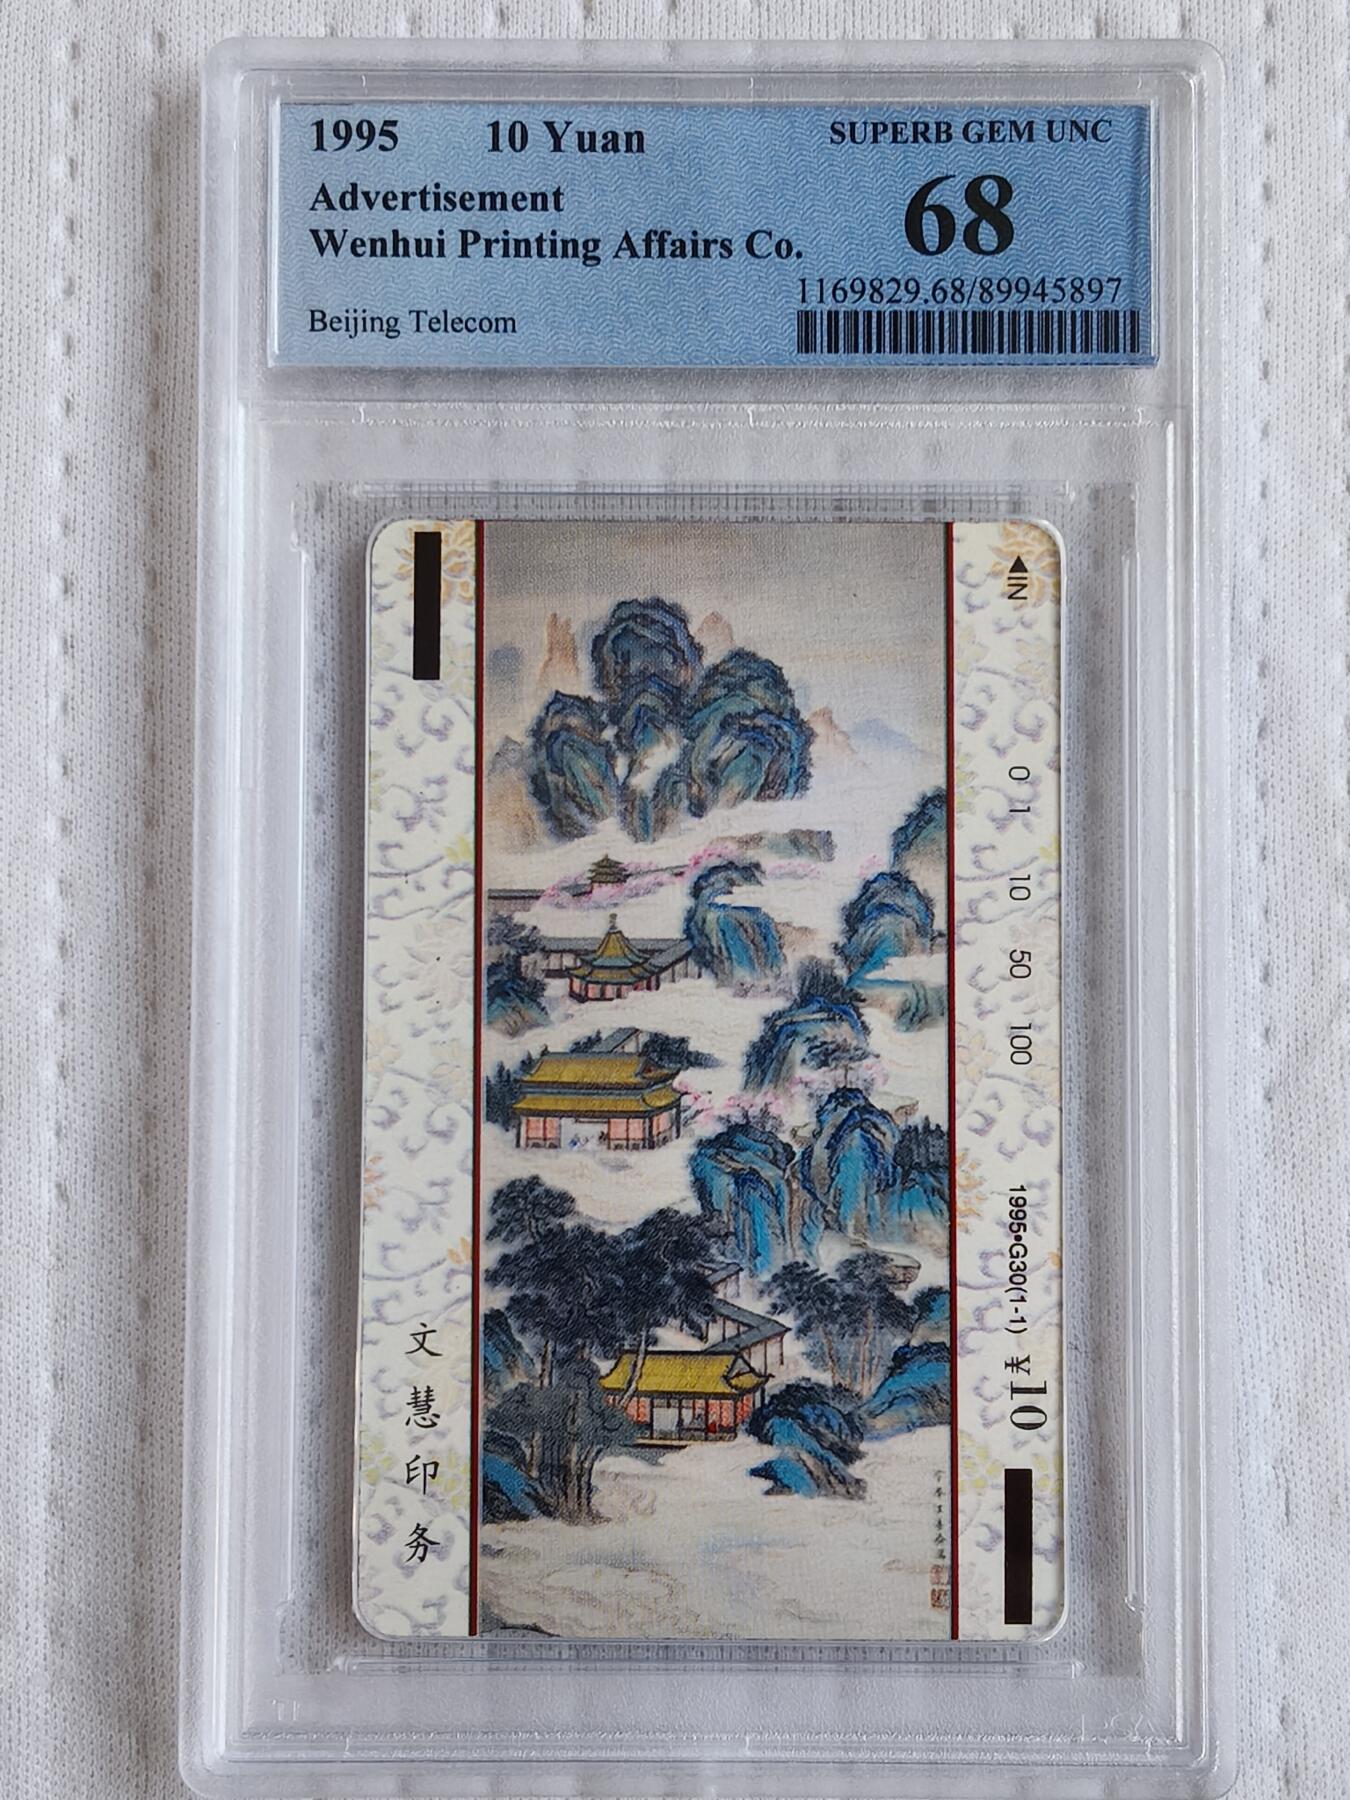 1995 10 Yuan
SUPERB GEM UNC
Advertisement
68
Wenhui Printing Affairs Co.
1169829.68/89945897
Beijing Telecom
◀IN
0 1 10 50 100
1995•G30(1-1) ¥10
文慧印务